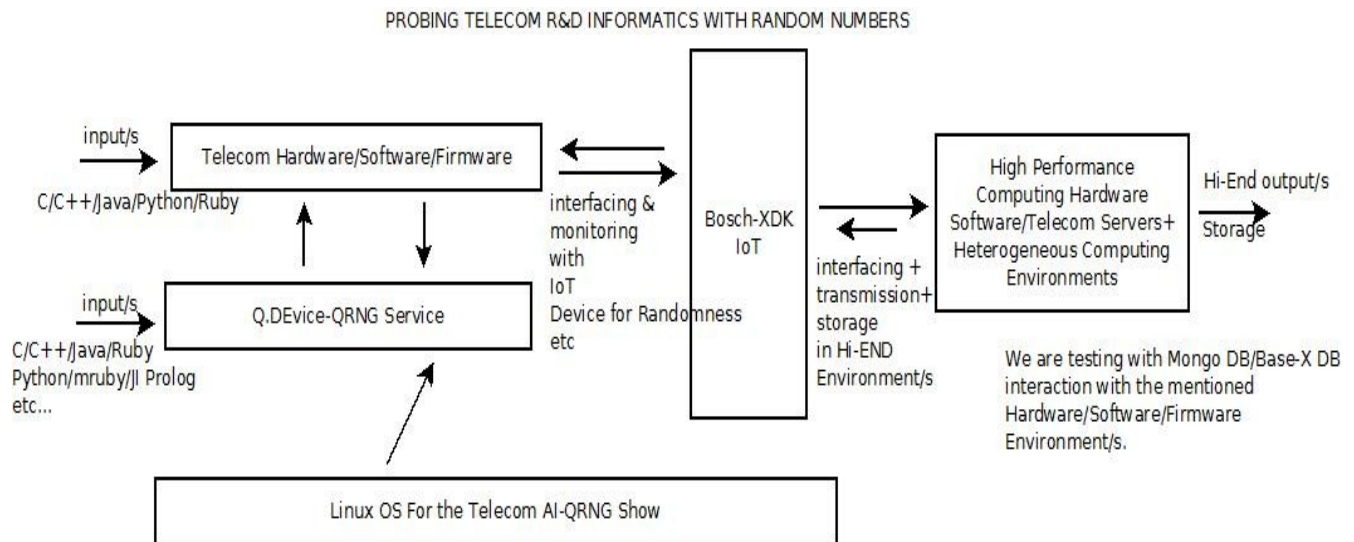 PROBING TELECOM R&D INFORMATICS WITH RANDOM NUMBERS
input/s
Telecom Hardware/Software/Firmware
C/C++/Java/Python/Ruby
interfacing &
monitoring
with
IoT
Device for Randomness
etc
input/s
Q.DEvice-QRNG Service
C/C++/Java/Ruby
Python/mruby/JI Prolog
etc...
Bosch-XDK
IoT
interfacing +
transmission+
storage
in Hi-END
Environment/s
High Performance
Computing Hardware
Software/Telecom Servers+
Heterogeneous Computing
Environments
Hi-End output/s
Storage
We are testing with Mongo DB/Base-X DB
interaction with the mentioned
Hardware/Software/Firmware
Environment/s.
Linux OS For the Telecom AI-QRNG Show